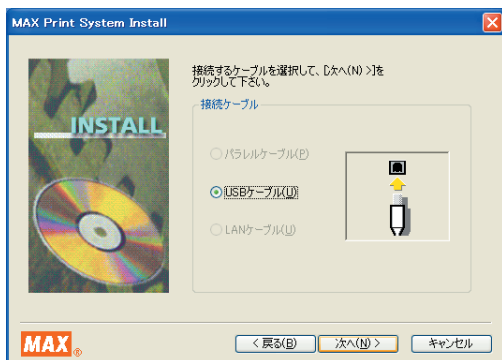 MAX Print System Install
接続するケーブルを選択して、[次へ(N) >]を
クリックして下さい。
INSTALL
接続ケーブル
パラレルケーブル(P)
USBケーブル(U)
LANケーブル(U)
MAX®
< 戻る(B)
次へ(N) >
キャンセル